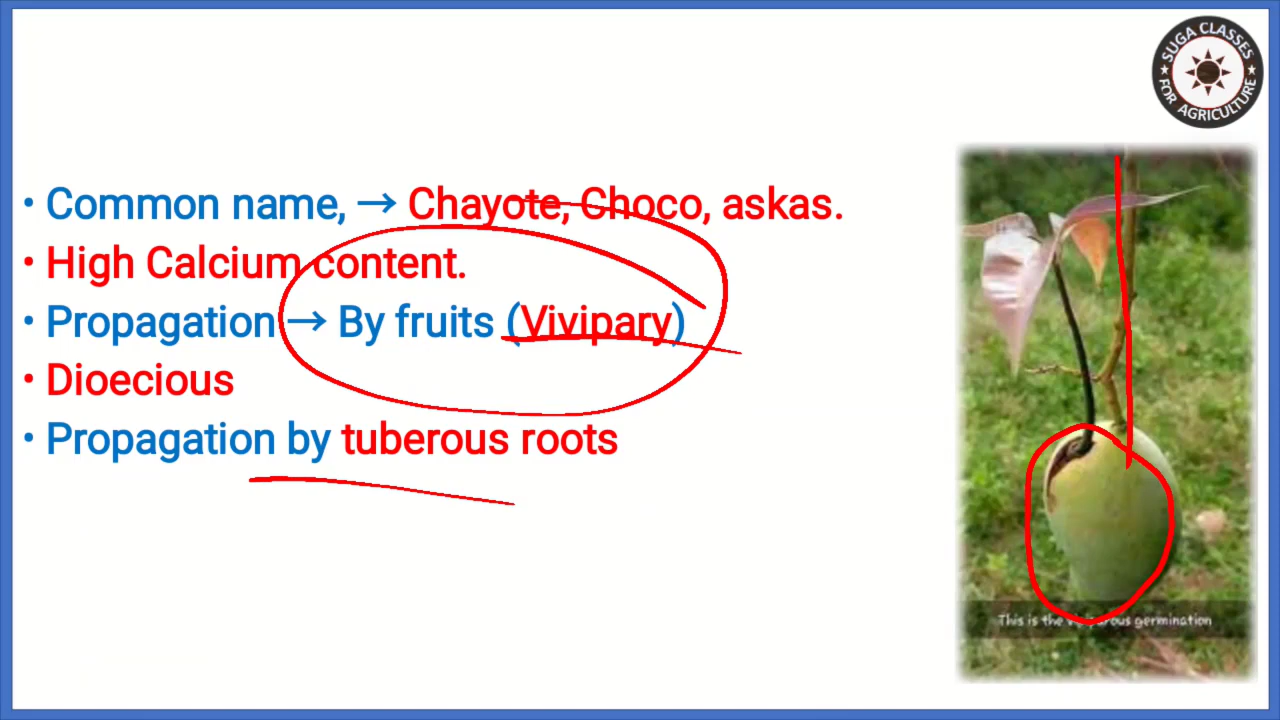 SUGA CLASSES
FOR AGRICULTURE
• Common name, → Chayote, Choco, askas.
• High Calcium content.
• Propagation → By fruits (Vivipary)
• Dioecious
• Propagation by tuberous roots
This is the viviparous germination